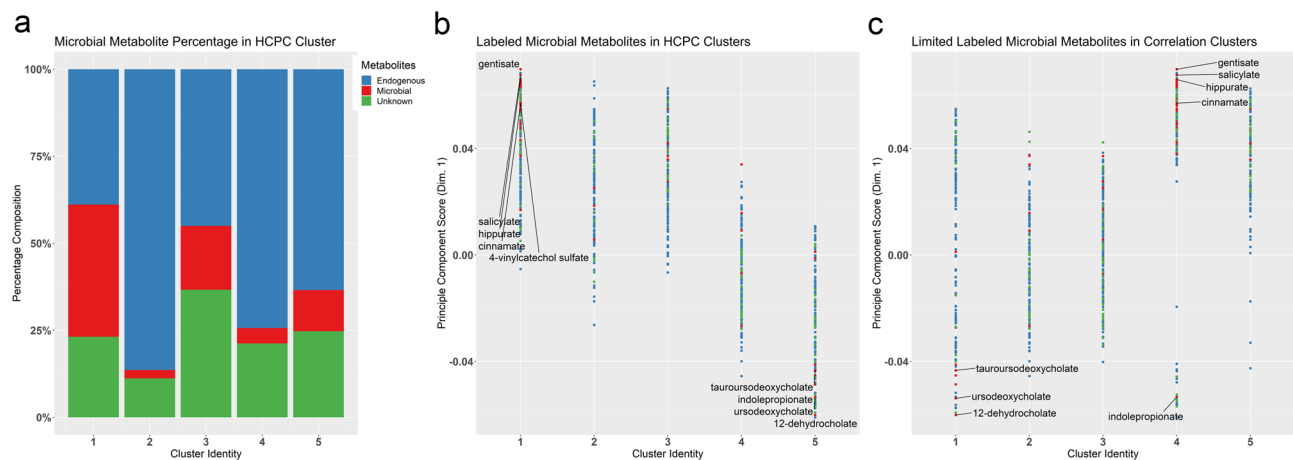 a
Microbial Metabolite Percentage in HCPC Cluster
Metabolites
Endogenous
Microbial
Unknown
100%
75%
50%
25%
0%
Percentage Composition
1 2 3 4 5
Cluster Identity
b
Labeled Microbial Metabolites in HCPC Clusters
gentisate
salicylate
hippurate
cinnamate
4-vinylcatechol sulfate
tauroursodeoxycholate
indolepropionate
ursodeoxycholate
12-dehydrocholate
0.04
0.00
-0.04
Principle Component Score (Dim. 1)
1 2 3 4 5
Cluster Identity
c
Limited Labeled Microbial Metabolites in Correlation Clusters
gentisate
salicylate
hippurate
cinnamate
tauroursodeoxycholate
ursodeoxycholate
12-dehydrocholate
indolepropionate
0.04
0.00
-0.04
Principle Component Score (Dim. 1)
1 2 3 4 5
Cluster Identity